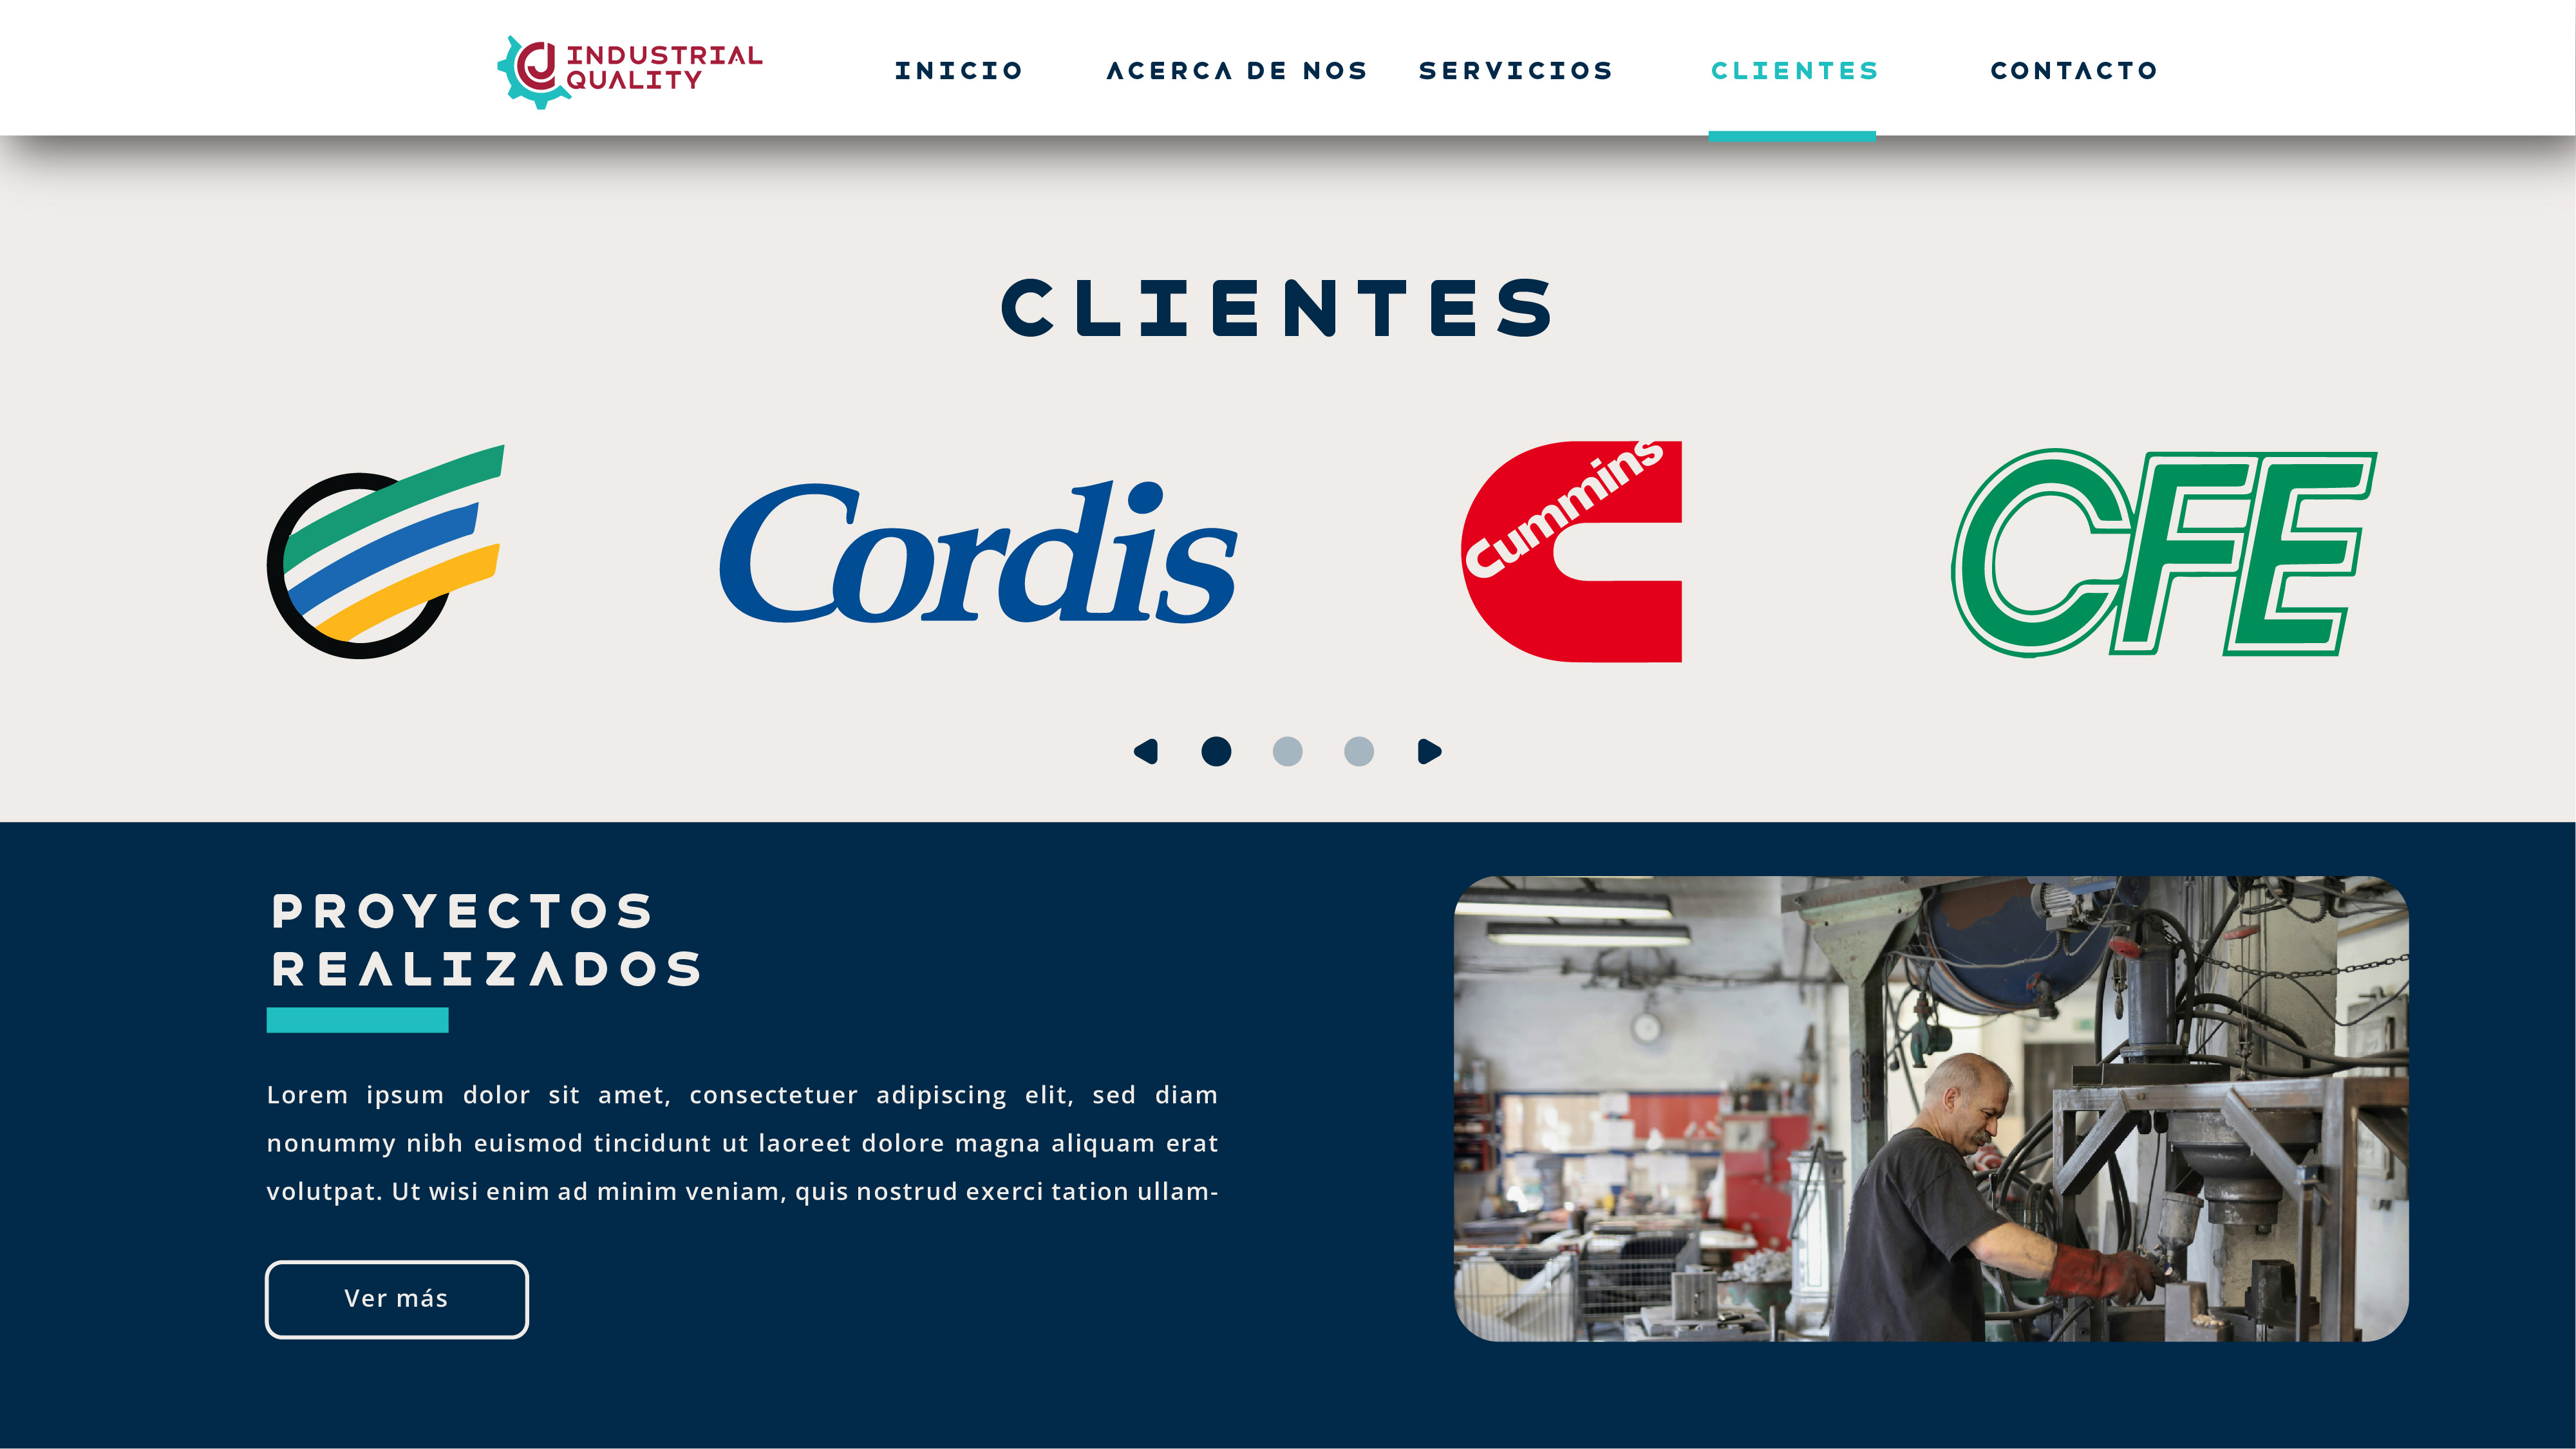 INDUSTRIAL
QUALITY
INICIO
ACERCA DE NOS
SERVICIOS
CLIENTES
CONTACTO
CLIENTES
Cordis
Cummins
CFE
PROYECTOS
REALIZADOS
Lorem ipsum dolor sit amet, consectetuer adipiscing elit, sed diam
nonummy nibh euismod tincidunt ut laoreet dolore magna aliquam erat
volutpat. Ut wisi enim ad minim veniam, quis nostrud exerci tation ullam-
Ver más